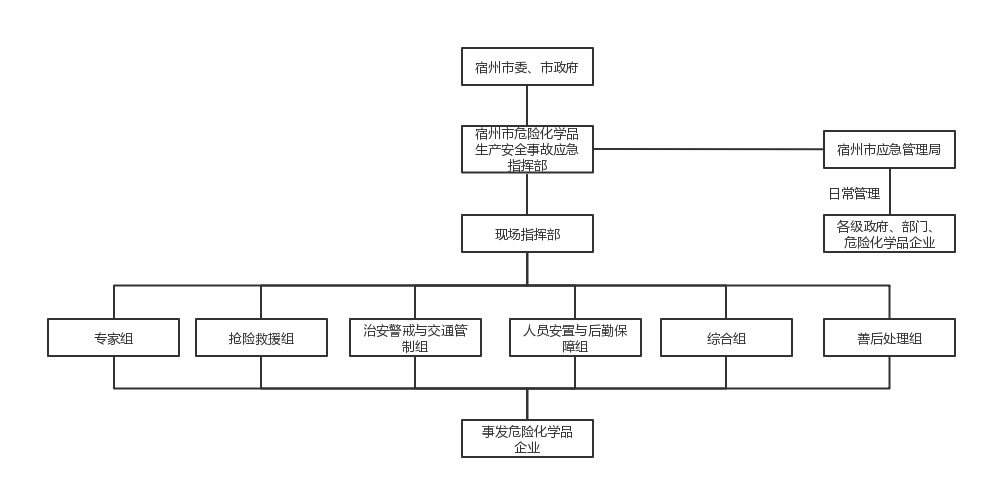 宿州市委、市政府
宿州市危险化学品
生产安全事故应急
指挥部
宿州市应急管理局
日常管理
现场指挥部
各级政府、部门、
危险化学品企业
专家组
抢险救援组
治安警戒与交通管
制组
人员安置与后勤保
障组
综合组
善后处理组
事发危险化学品
企业